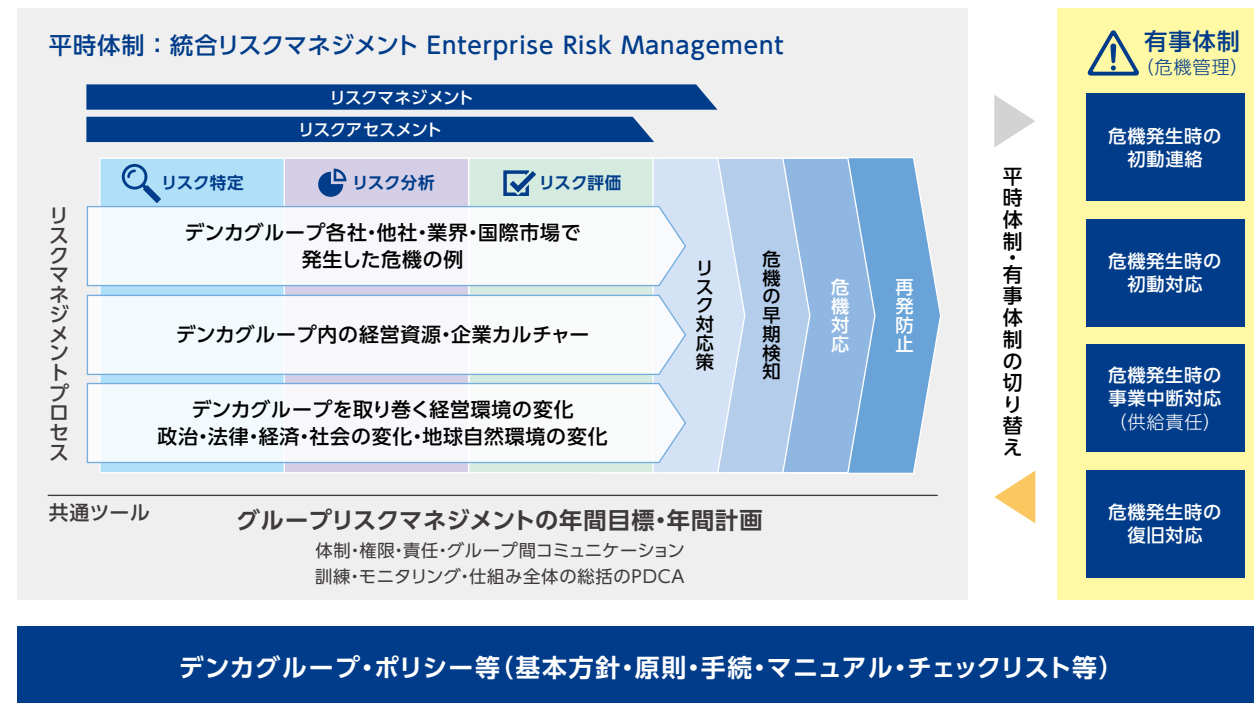 平時体制：統合リスクマネジメント Enterprise Risk Management
リスクマネジメント
リスクアセスメント
リスクマネジメントプロセス
リスク特定
リスク分析
リスク評価
デンカグループ各社・他社・業界・国際市場で
発生した危機の例
デンカグループ内の経営資源・企業カルチャー
デンカグループを取り巻く経営環境の変化
政治・法律・経済・社会の変化・地球自然環境の変化
リスク対応策
危機の早期検知
危機対応
再発防止
共通ツール
グループリスクマネジメントの年間目標・年間計画
体制・権限・責任・グループ間コミュニケーション
訓練・モニタリング・仕組み全体の総括のPDCA
平時体制・有事体制の切り替え
有事体制
（危機管理）
危機発生時の
初動連絡
危機発生時の
初動対応
危機発生時の
事業中断対応
（供給責任）
危機発生時の
復旧対応
デンカグループ・ポリシー等（基本方針・原則・手続・マニュアル・チェックリスト等）